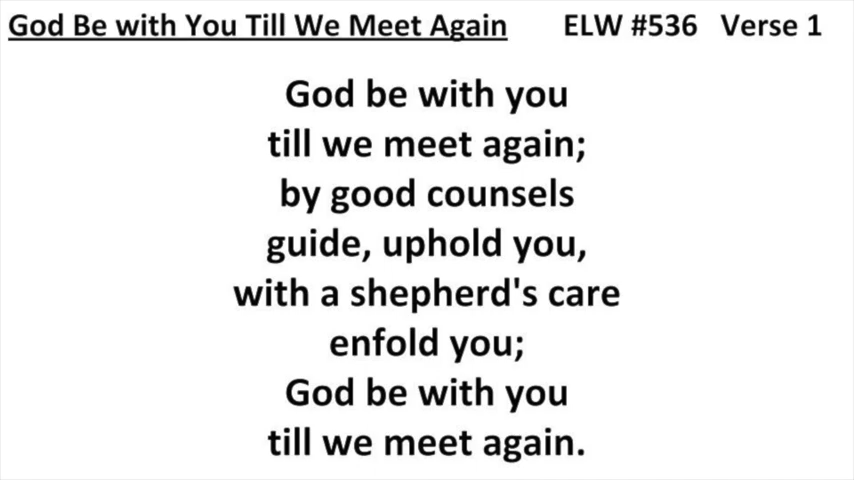 God Be with You Till We Meet Again ELW #536 Verse 1
God be with you
till we meet again;
by good counsels
guide, uphold you,
with a shepherd's care
enfold you;
God be with you
till we meet again.